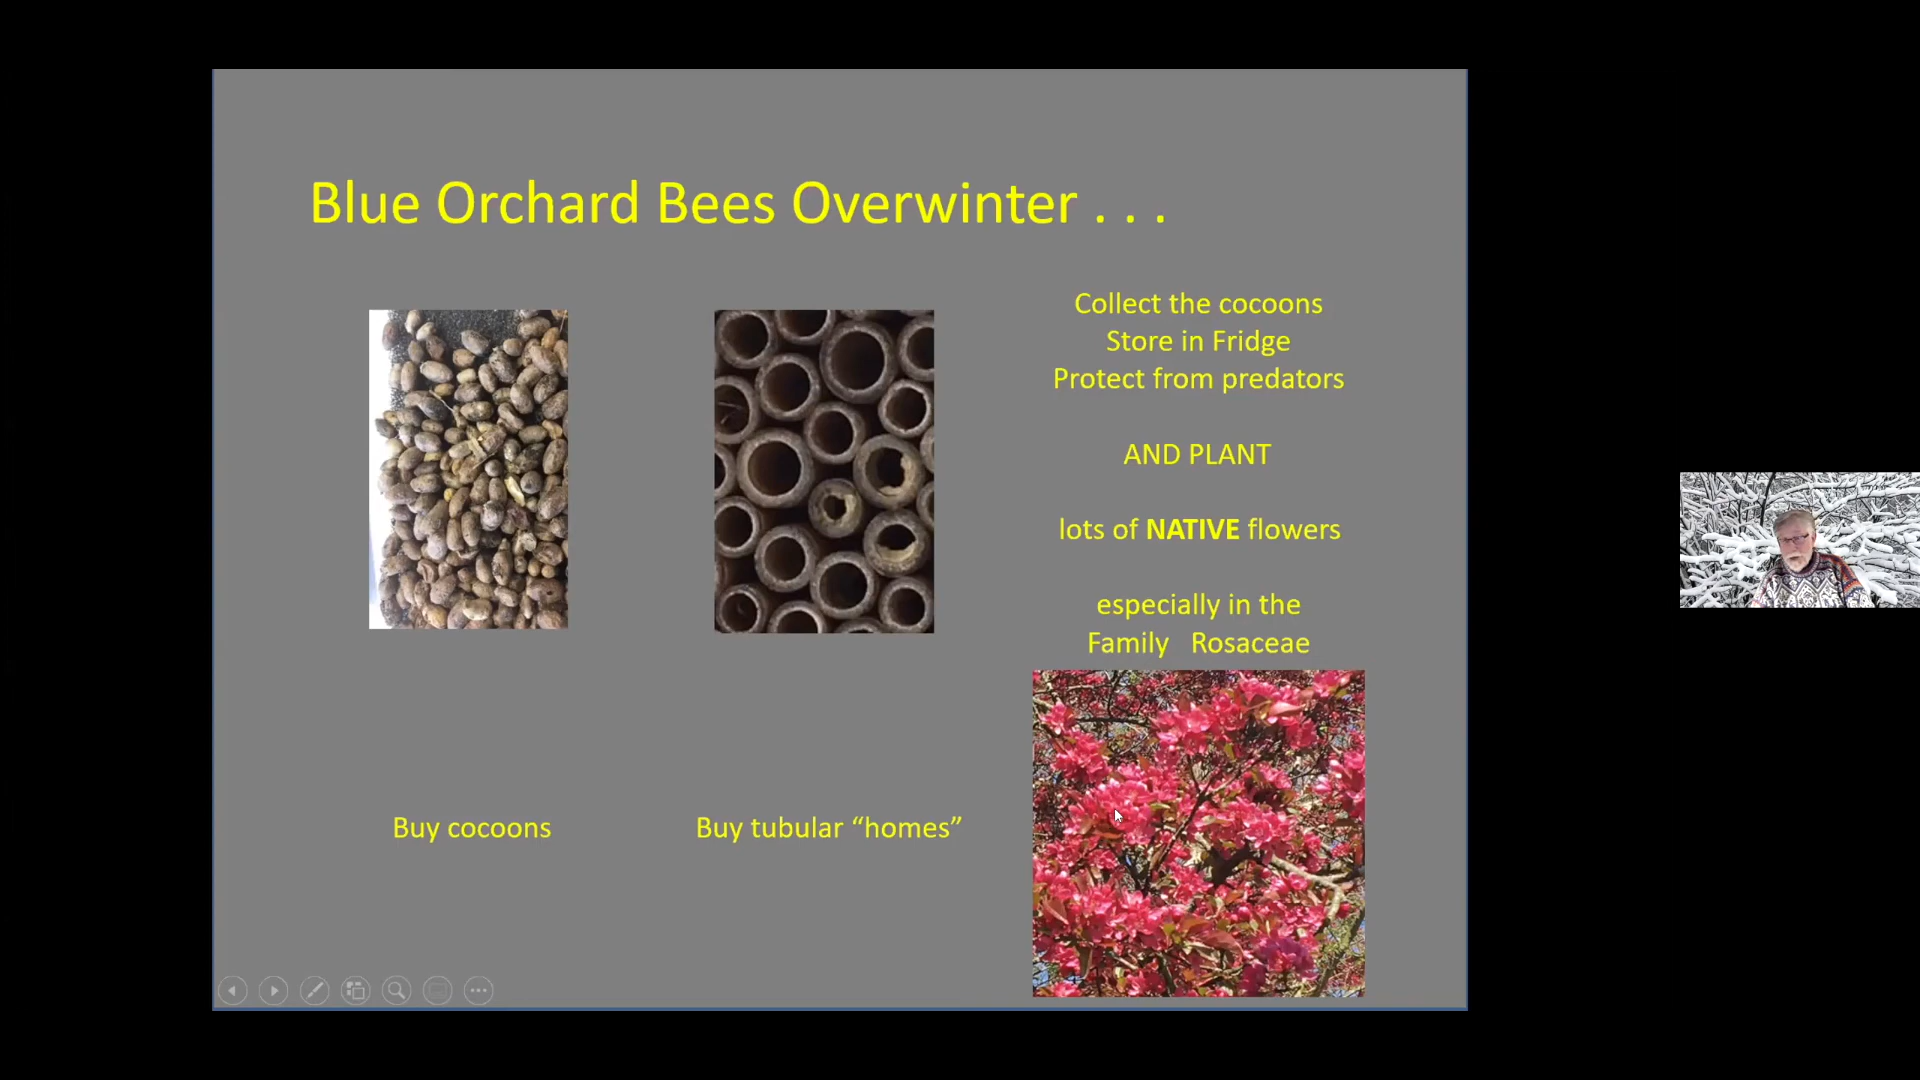 Blue Orchard Bees Overwinter . . .
Collect the cocoons
Store in Fridge
Protect from predators
AND PLANT
lots of NATIVE flowers
especially in the
Family Rosaceae
Buy cocoons
Buy tubular “homes”